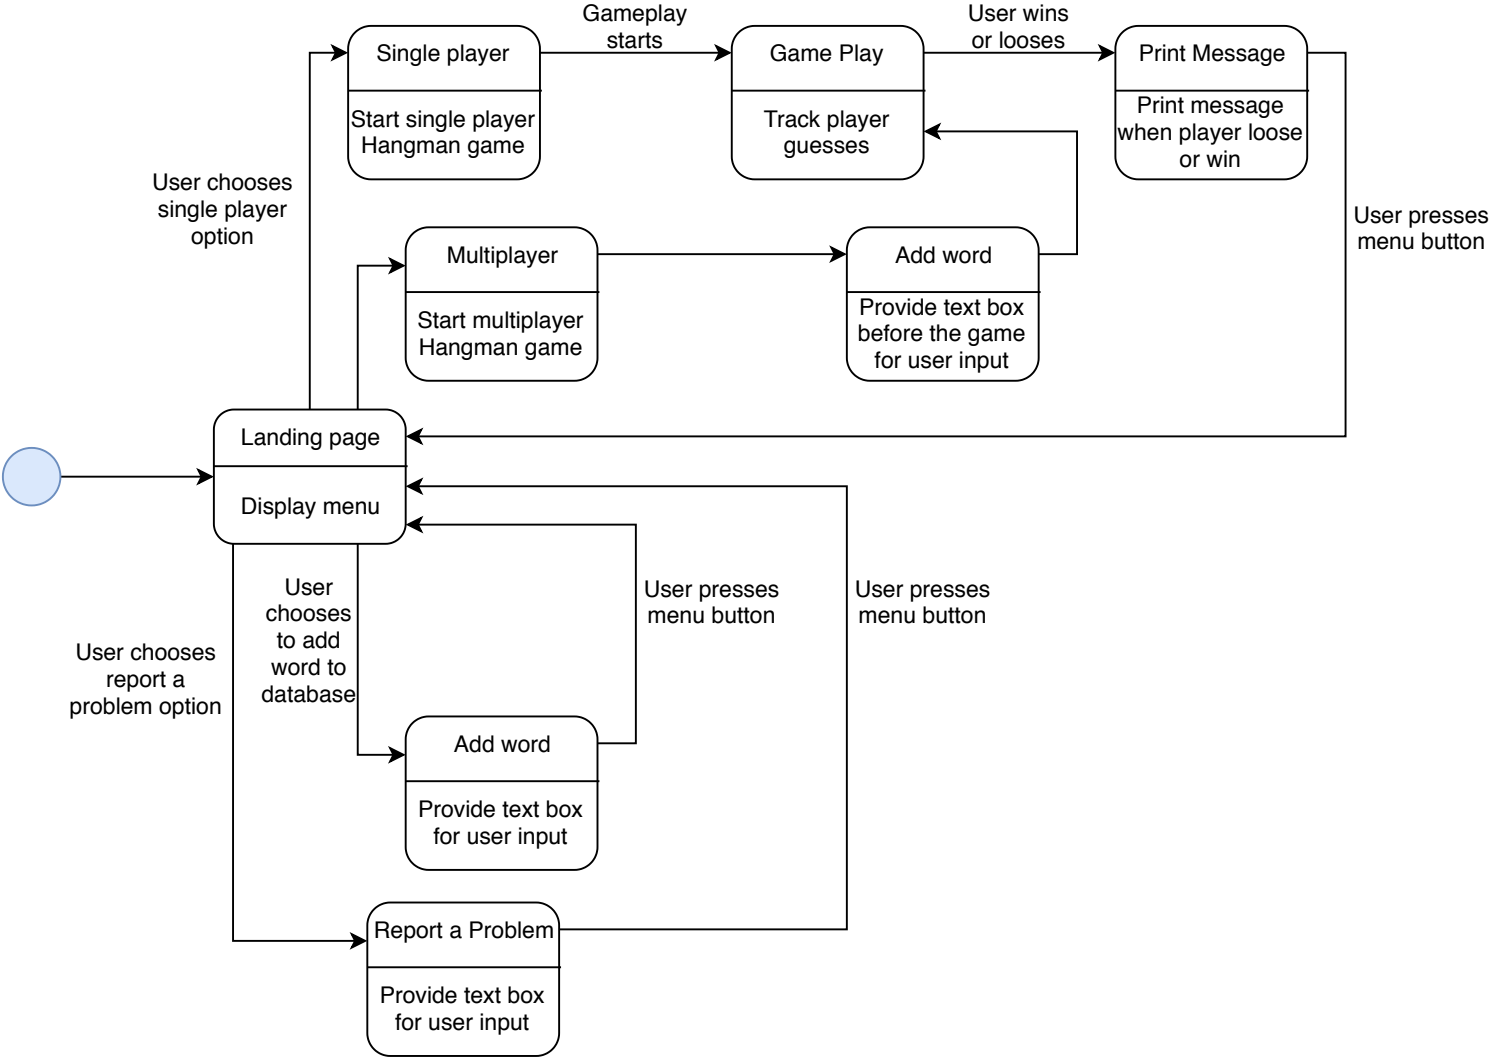 Gameplay
starts
User wins
or looses
Single player
Start single player
Hangman game
Game Play
Track player
guesses
Print Message
Print message
when player loose
or win
User chooses
single player
option
User presses
menu button
Multiplayer
Start multiplayer
Hangman game
Add word
Provide text box
before the game
for user input
Landing page
Display menu
User
chooses
to add
word to
database
User presses
menu button
User presses
menu button
User chooses
report a
problem option
Add word
Provide text box
for user input
Report a Problem
Provide text box
for user input